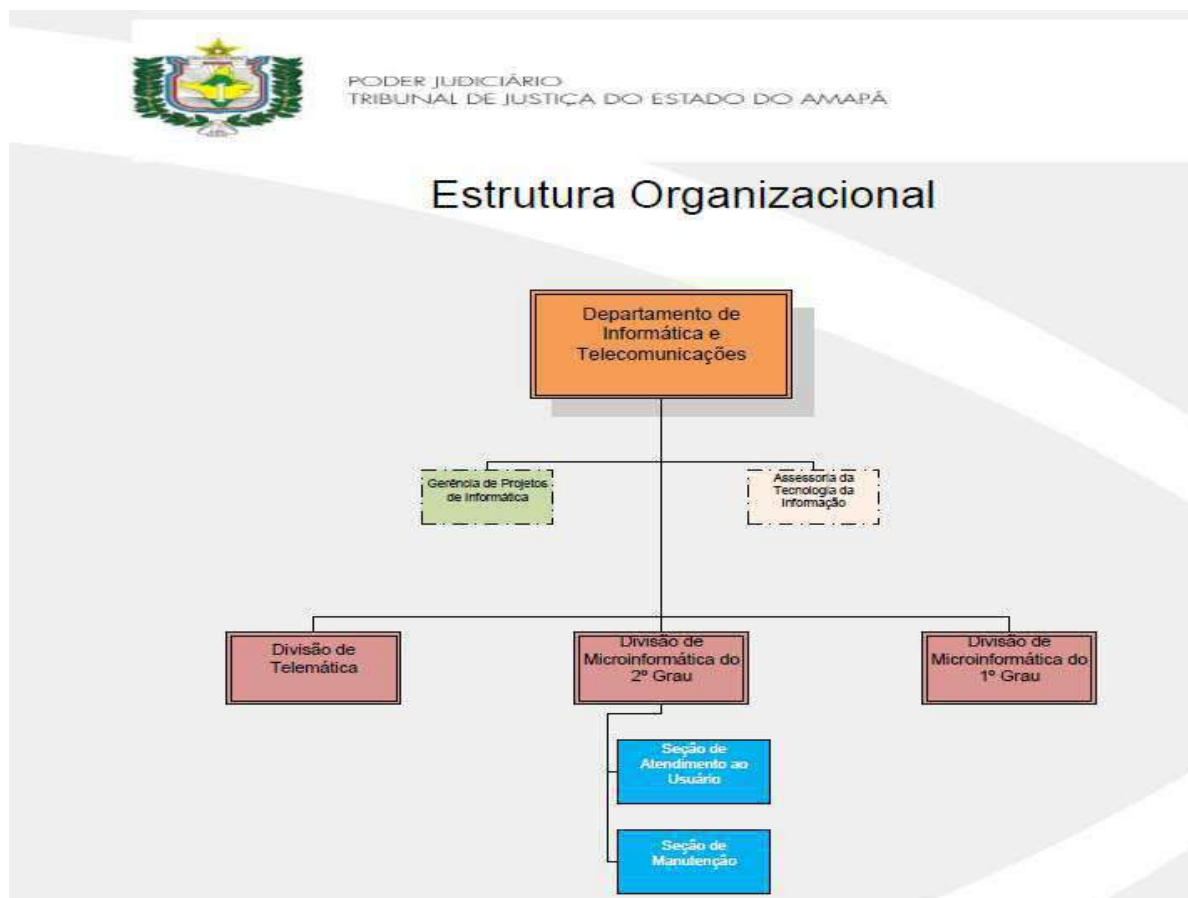 PODER JUDICIÁRIO
TRIBUNAL DE JUSTIÇA DO ESTADO DO AMAPÁ
Estrutura Organizacional
Departamento de
Informática e
Telecomunicações
Gerência de Projetos
de Informática
Assessoria da
Tecnologia da
Informação
Divisão de
Telemática
Divisão de
Microinformática do
2º Grau
Divisão de
Microinformática do
1º Grau
Seção de
Atendimento ao
Usuário
Seção de
Manutenção